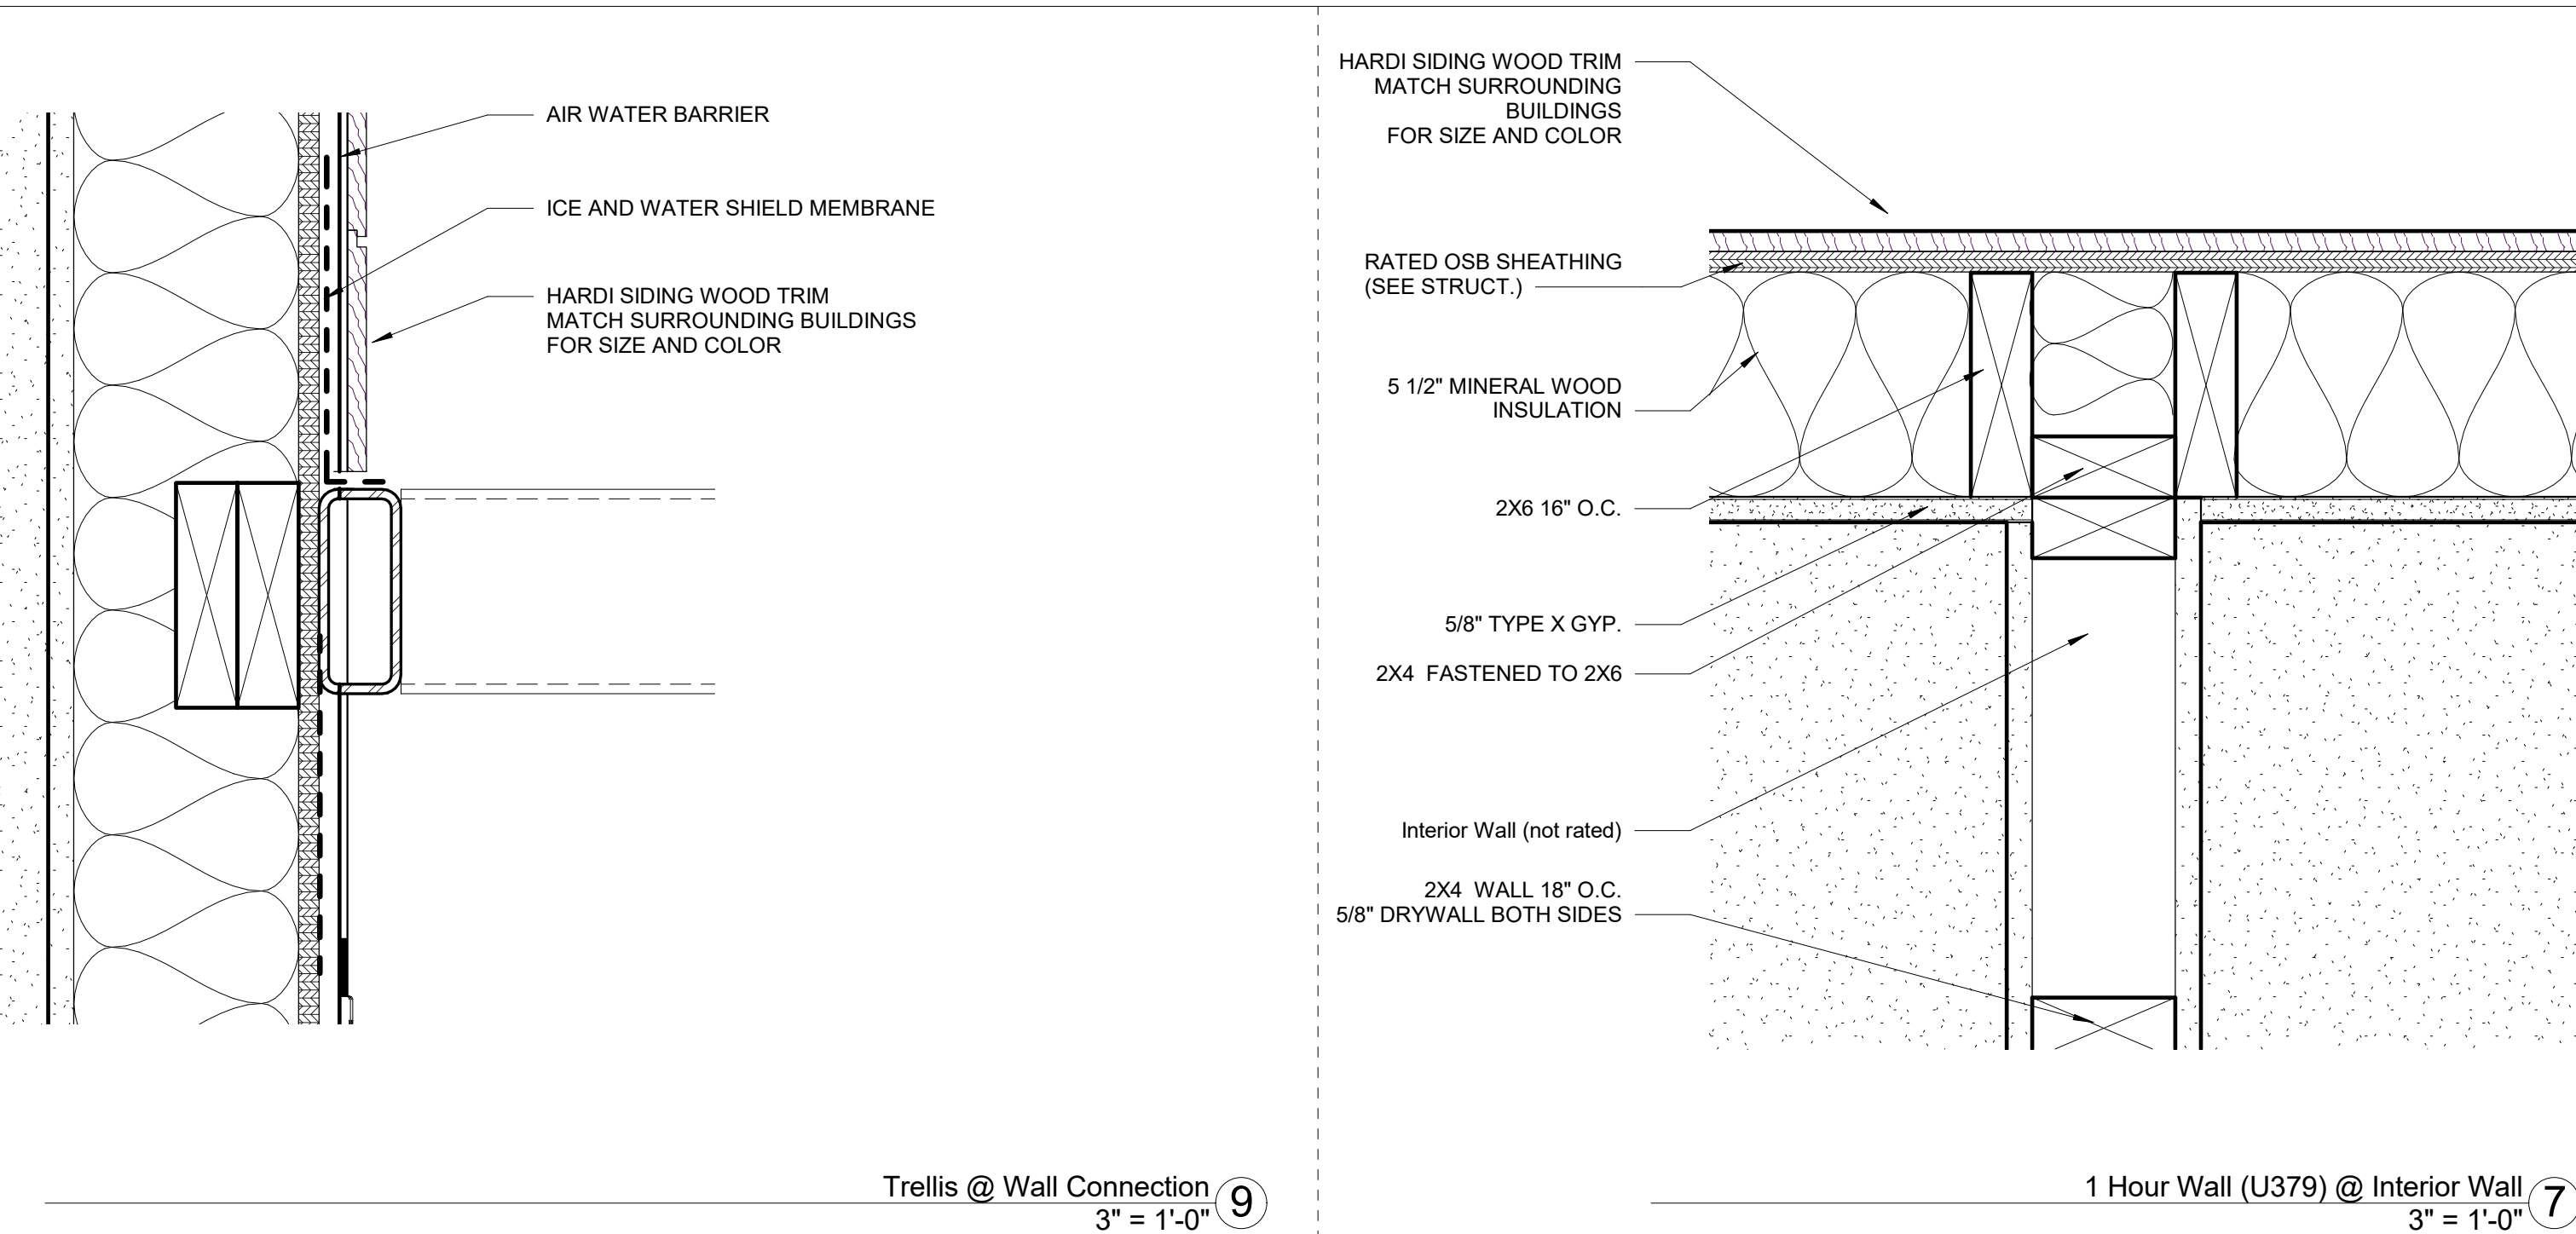 AIR WATER BARRIER
ICE AND WATER SHIELD MEMBRANE
HARDI SIDING WOOD TRIM
MATCH SURROUNDING BUILDINGS
FOR SIZE AND COLOR
Trellis @ Wall Connection
9
3" = 1'-0"
HARDI SIDING WOOD TRIM
MATCH SURROUNDING
BUILDINGS
FOR SIZE AND COLOR
RATED OSB SHEATHING
(SEE STRUCT.)
5 1/2" MINERAL WOOD
INSULATION
2X6 16" O.C.
5/8" TYPE X GYP.
2X4 FASTENED TO 2X6
Interior Wall (not rated)
2X4 WALL 18" O.C.
5/8" DRYWALL BOTH SIDES
1 Hour Wall (U379) @ Interior Wall
7
3" = 1'-0"